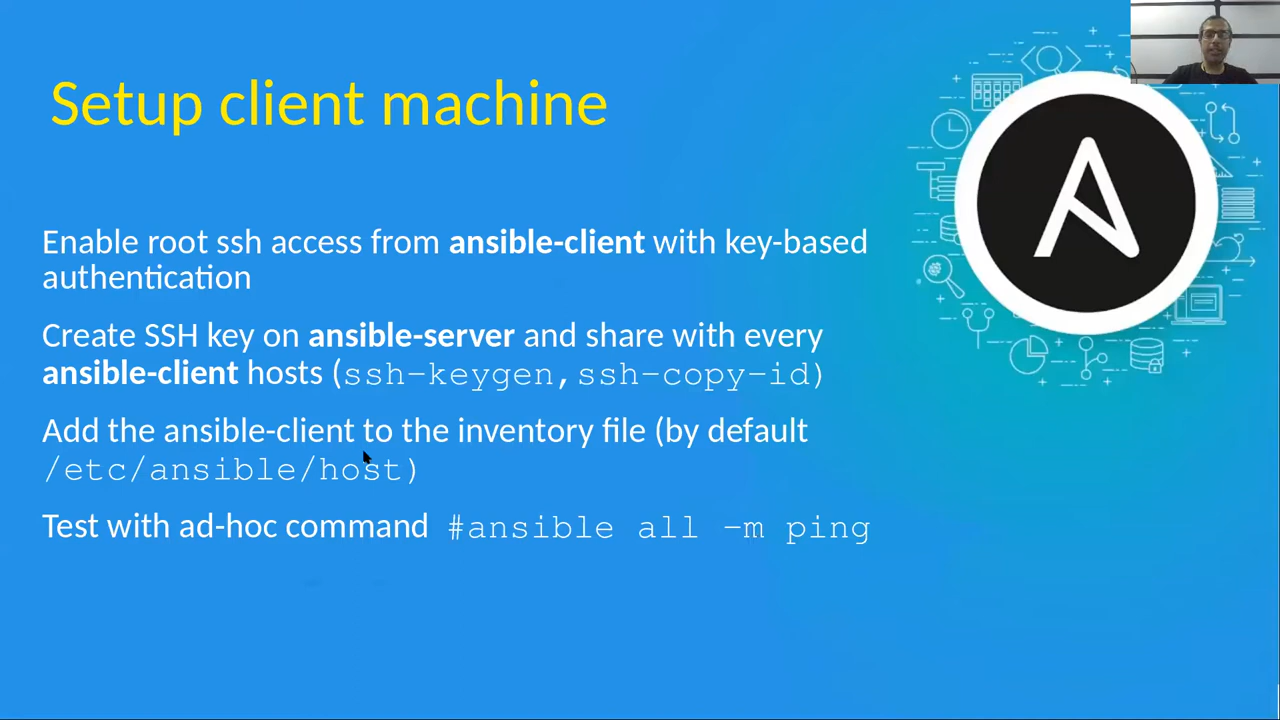 Setup client machine
Enable root ssh access from ansible-client with key-based
authentication
Create SSH key on ansible-server and share with every
ansible-client hosts (ssh-keygen,ssh-copy-id)
Add the ansible-client to the inventory file (by default
/etc/ansible/host)
Test with ad-hoc command #ansible all -m ping